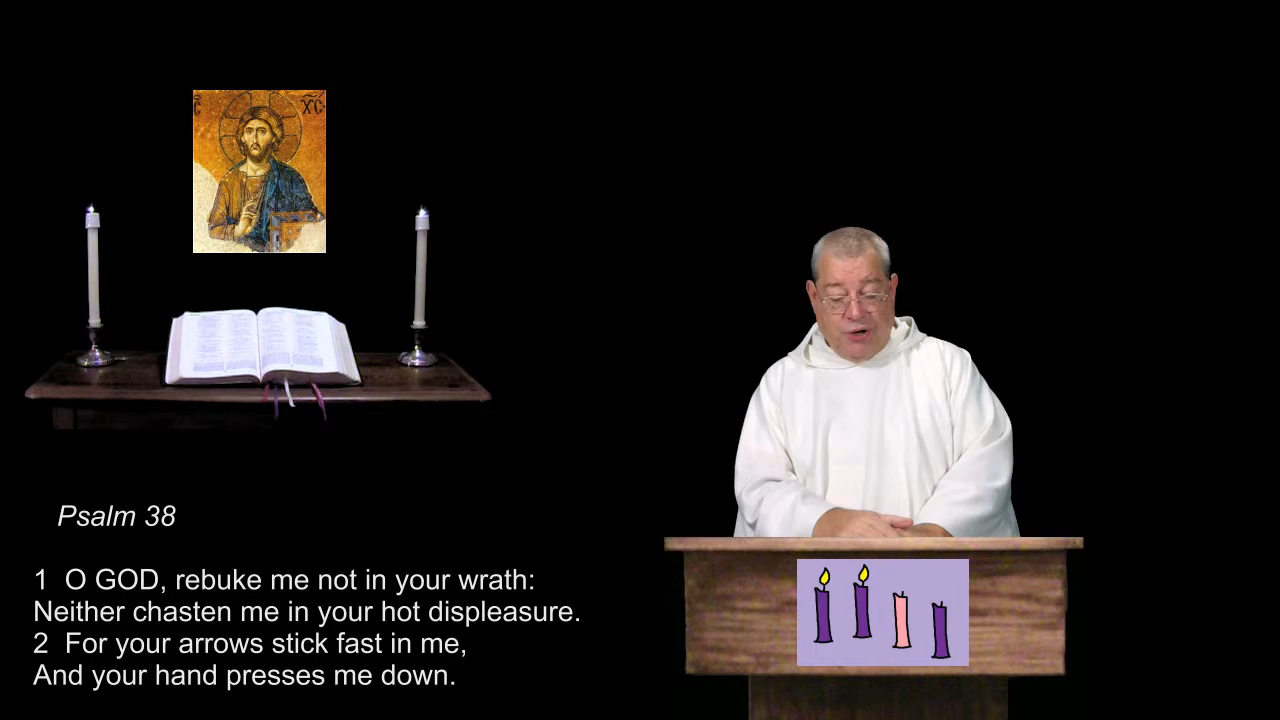 C XC
Psalm 38
1 O GOD, rebuke me not in your wrath:
Neither chasten me in your hot displeasure.
2 For your arrows stick fast in me,
And your hand presses me down.